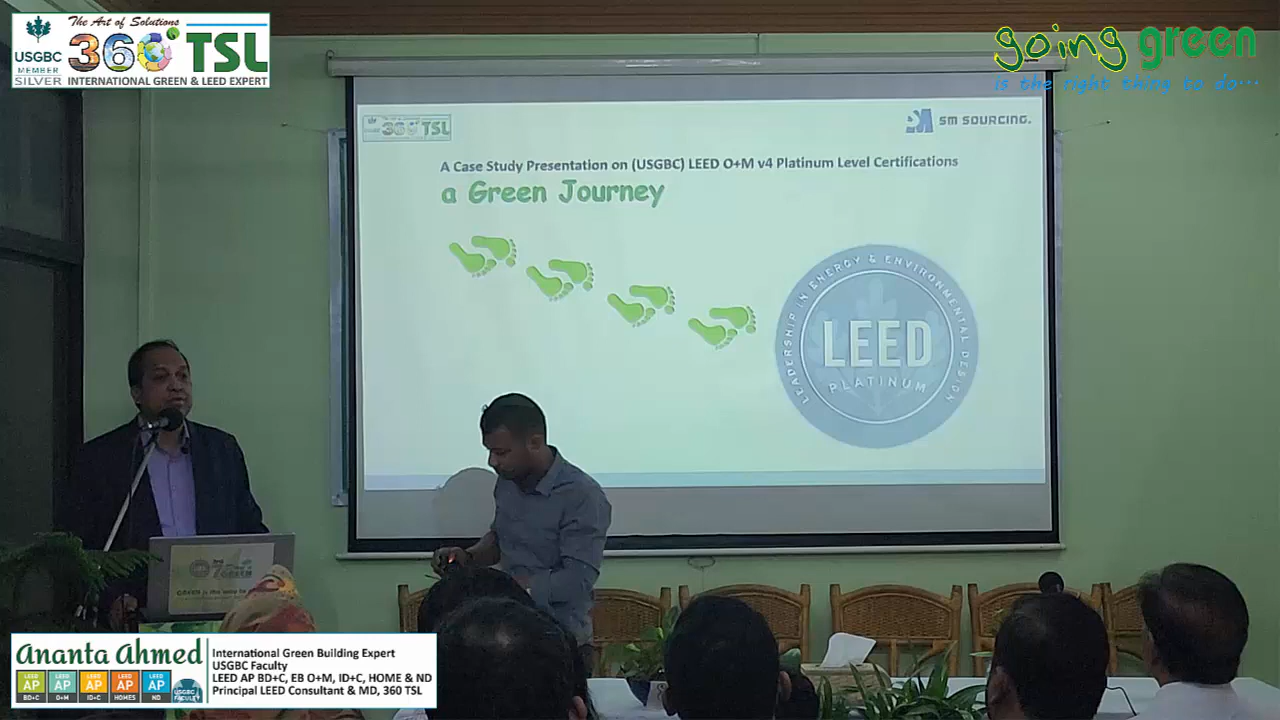 The Art of Solutions
USGBC
MEMBER
SILVER
360° TSL
INTERNATIONAL GREEN & LEED EXPERT
going green
is the right thing to do...
360° TSL
SM SOURCING.
A Case Study Presentation on (USGBC) LEED O+M v4 Platinum Level Certifications
a Green Journey
LEADERSHIP IN ENERGY & ENVIRONMENTAL DESIGN
LEED
PLATINUM
GREEN
Ananta Ahmed
LEED AP BD+C
LEED AP O+M
LEED AP ID+C
LEED AP HOMES
LEED AP ND
USGBC FACULTY
International Green Building Expert
USGBC Faculty
LEED AP BD+C, EB O+M, ID+C, HOME & ND
Principal LEED Consultant & MD, 360 TSL